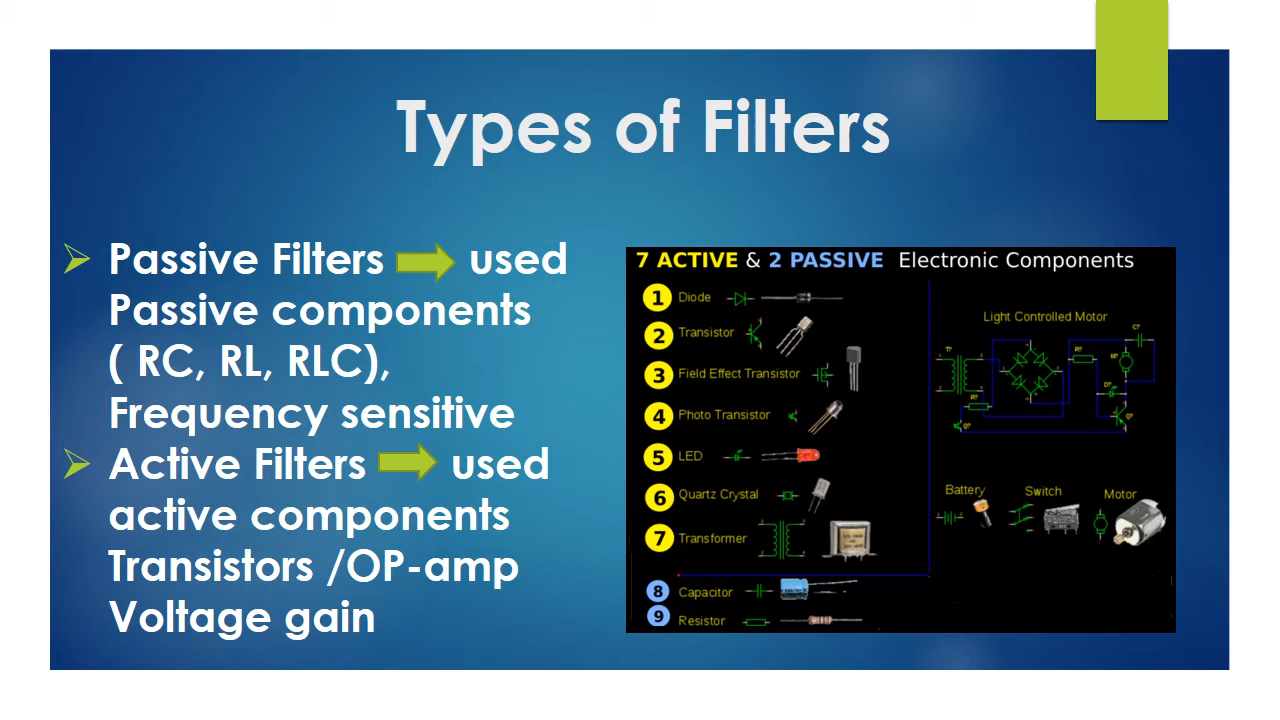 Types of Filters
Passive Filters used
Passive components
( RC, RL, RLC),
Frequency sensitive
Active Filters used
active components
Transistors /OP-amp
Voltage gain
7 ACTIVE & 2 PASSIVE Electronic Components
1 Diode
2 Transistor
3 Field Effect Transistor
4 Photo Transistor
5 LED
6 Quartz Crystal
7 Transformer
8 Capacitor
9 Resistor
Light Controlled Motor
C?
T?
R?
M?
D?
R?
Q?
Q?
Battery
Switch
Motor